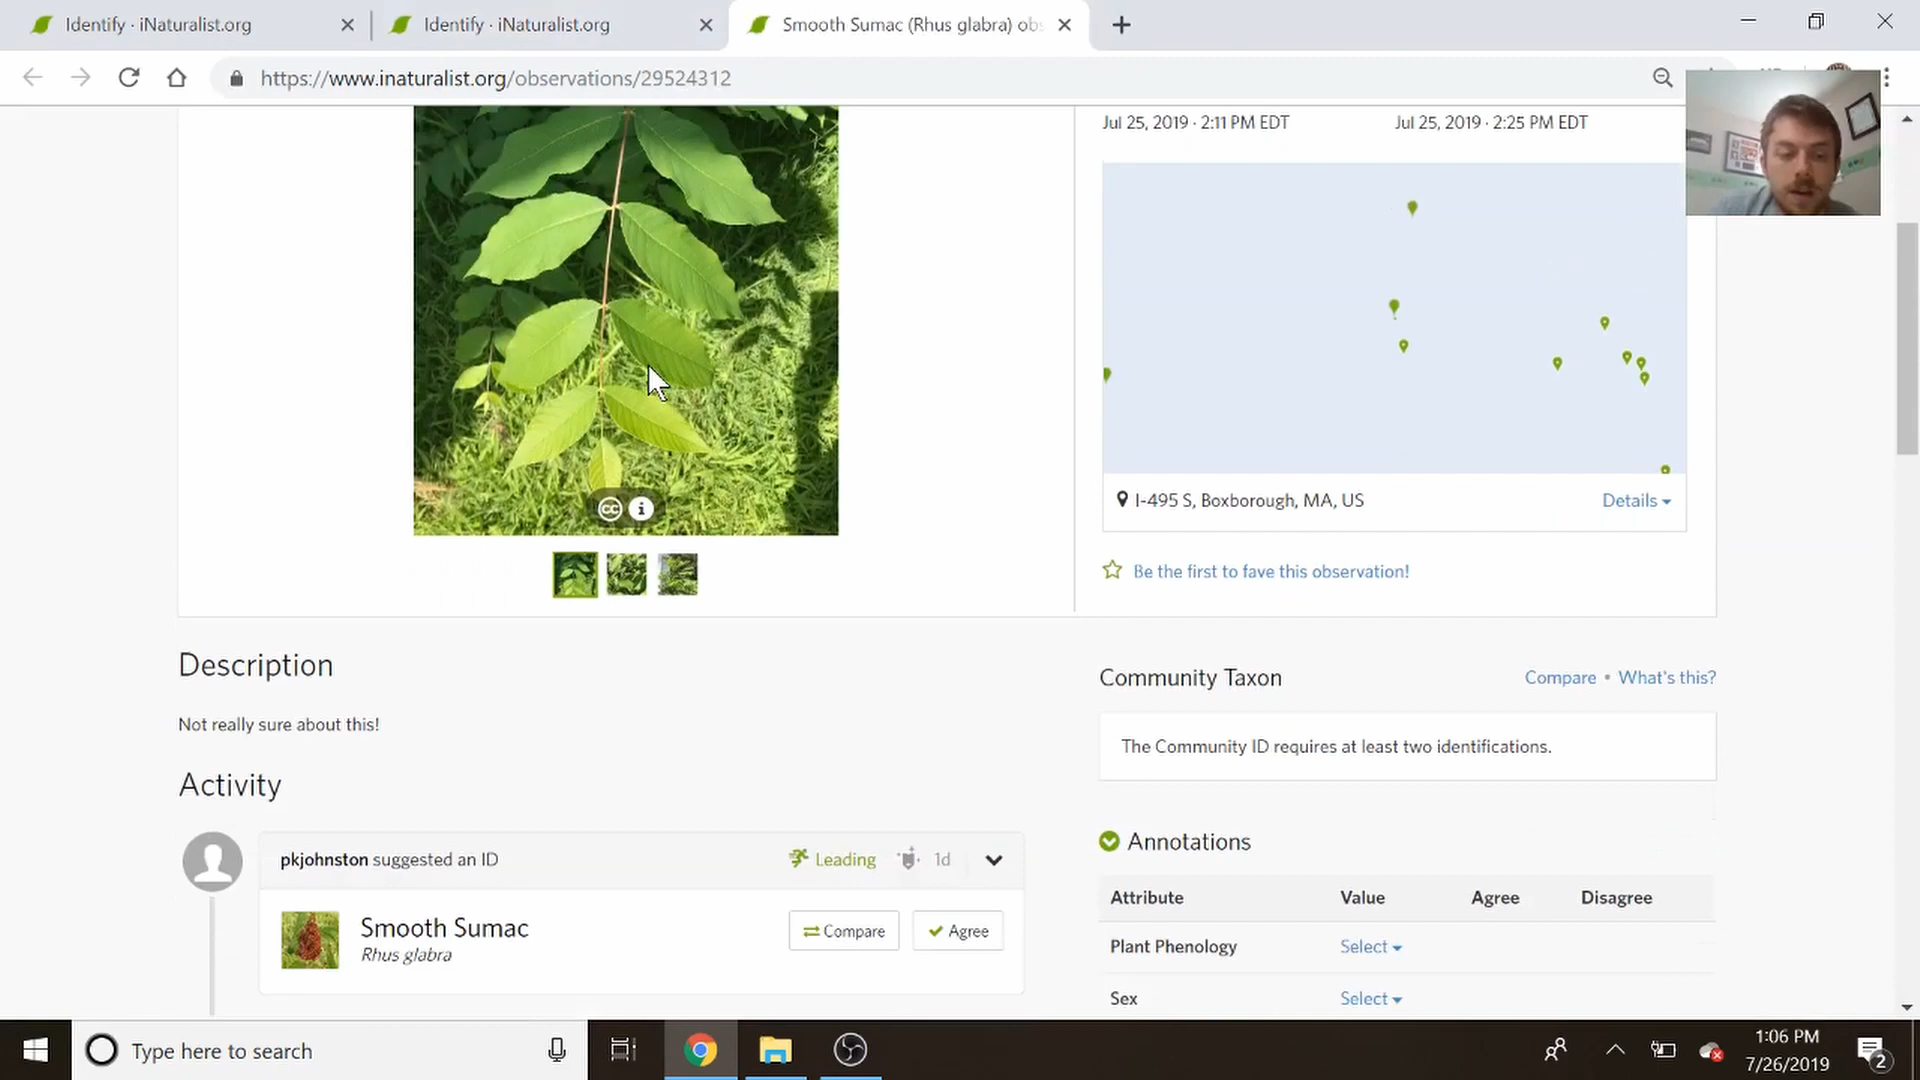 Identify · iNaturalist.org
Identify · iNaturalist.org
Smooth Sumac (Rhus glabra) obs
https://www.inaturalist.org/observations/29524312
Jul 25, 2019 · 2:11 PM EDT
Jul 25, 2019 · 2:25 PM EDT
cc i
I-495 S, Boxborough, MA, US
Details
Be the first to fave this observation!
Description
Not really sure about this!
Community Taxon
Compare • What's this?
The Community ID requires at least two identifications.
Activity
pkjohnston suggested an ID
Leading
1d
Smooth Sumac
Rhus glabra
Compare
Agree
Annotations
Attribute Value Agree Disagree
Plant Phenology Select
Sex Select
Type here to search
1:06 PM
7/26/2019
2